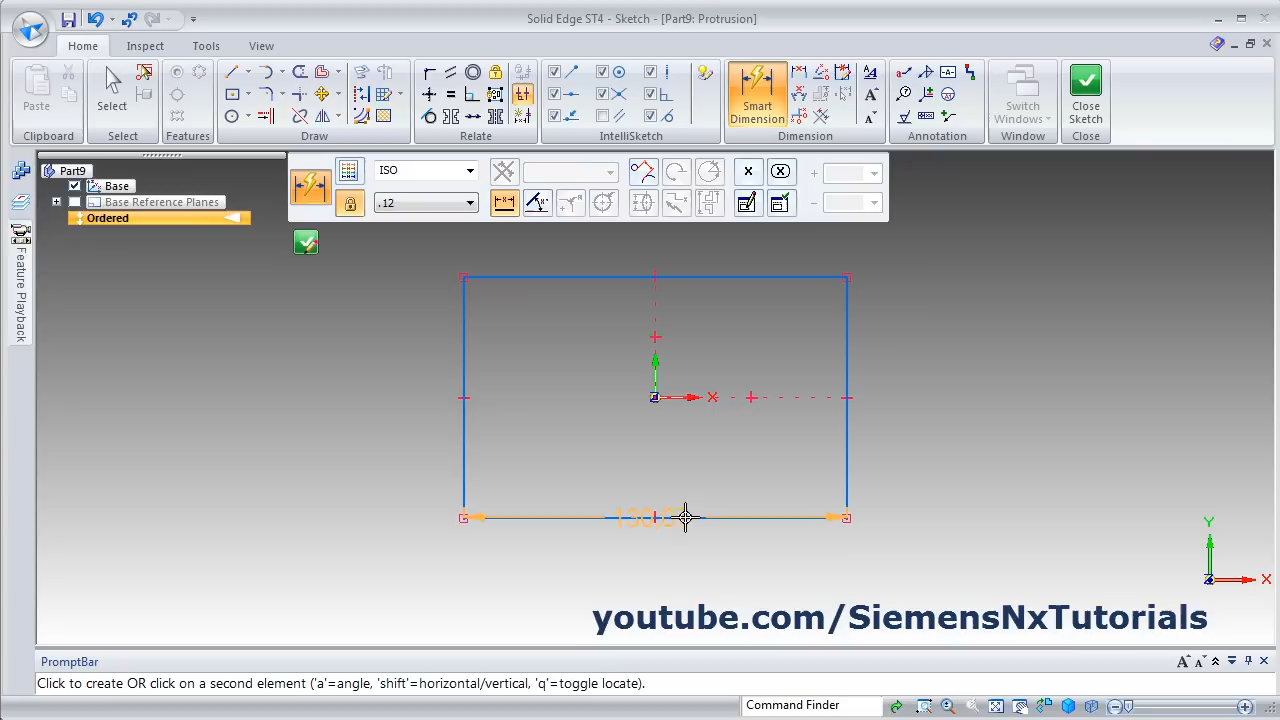 Solid Edge ST4 - Sketch - [Part9: Protrusion]
Home Inspect Tools View
Paste Select Smart Dimension Switch Windows Close Sketch
Clipboard Select Features Draw Relate IntelliSketch Dimension Annotation Window Close
Part9
Base
Base Reference Planes
Ordered
ISO
.12
Feature Playback
X
Y
X
youtube.com/SiemensNxTutorials
PromptBar
Click to create OR click on a second element ('a'=angle, 'shift'=horizontal/vertical, 'q'=toggle locate).
Command Finder